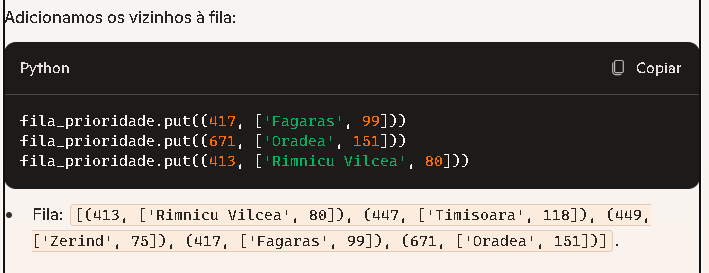 Adicionamos os vizinhos à fila:
Python
Copiar
fila_prioridade.put((417, ['Fagaras', 99]))
fila_prioridade.put((671, ['Oradea', 151]))
fila_prioridade.put((413, ['Rimnicu Vilcea', 80]))
• Fila: [(413, ['Rimnicu Vilcea', 80]), (447, ['Timisoara', 118]), (449,
['Zerind', 75]), (417, ['Fagaras', 99]), (671, ['Oradea', 151])].